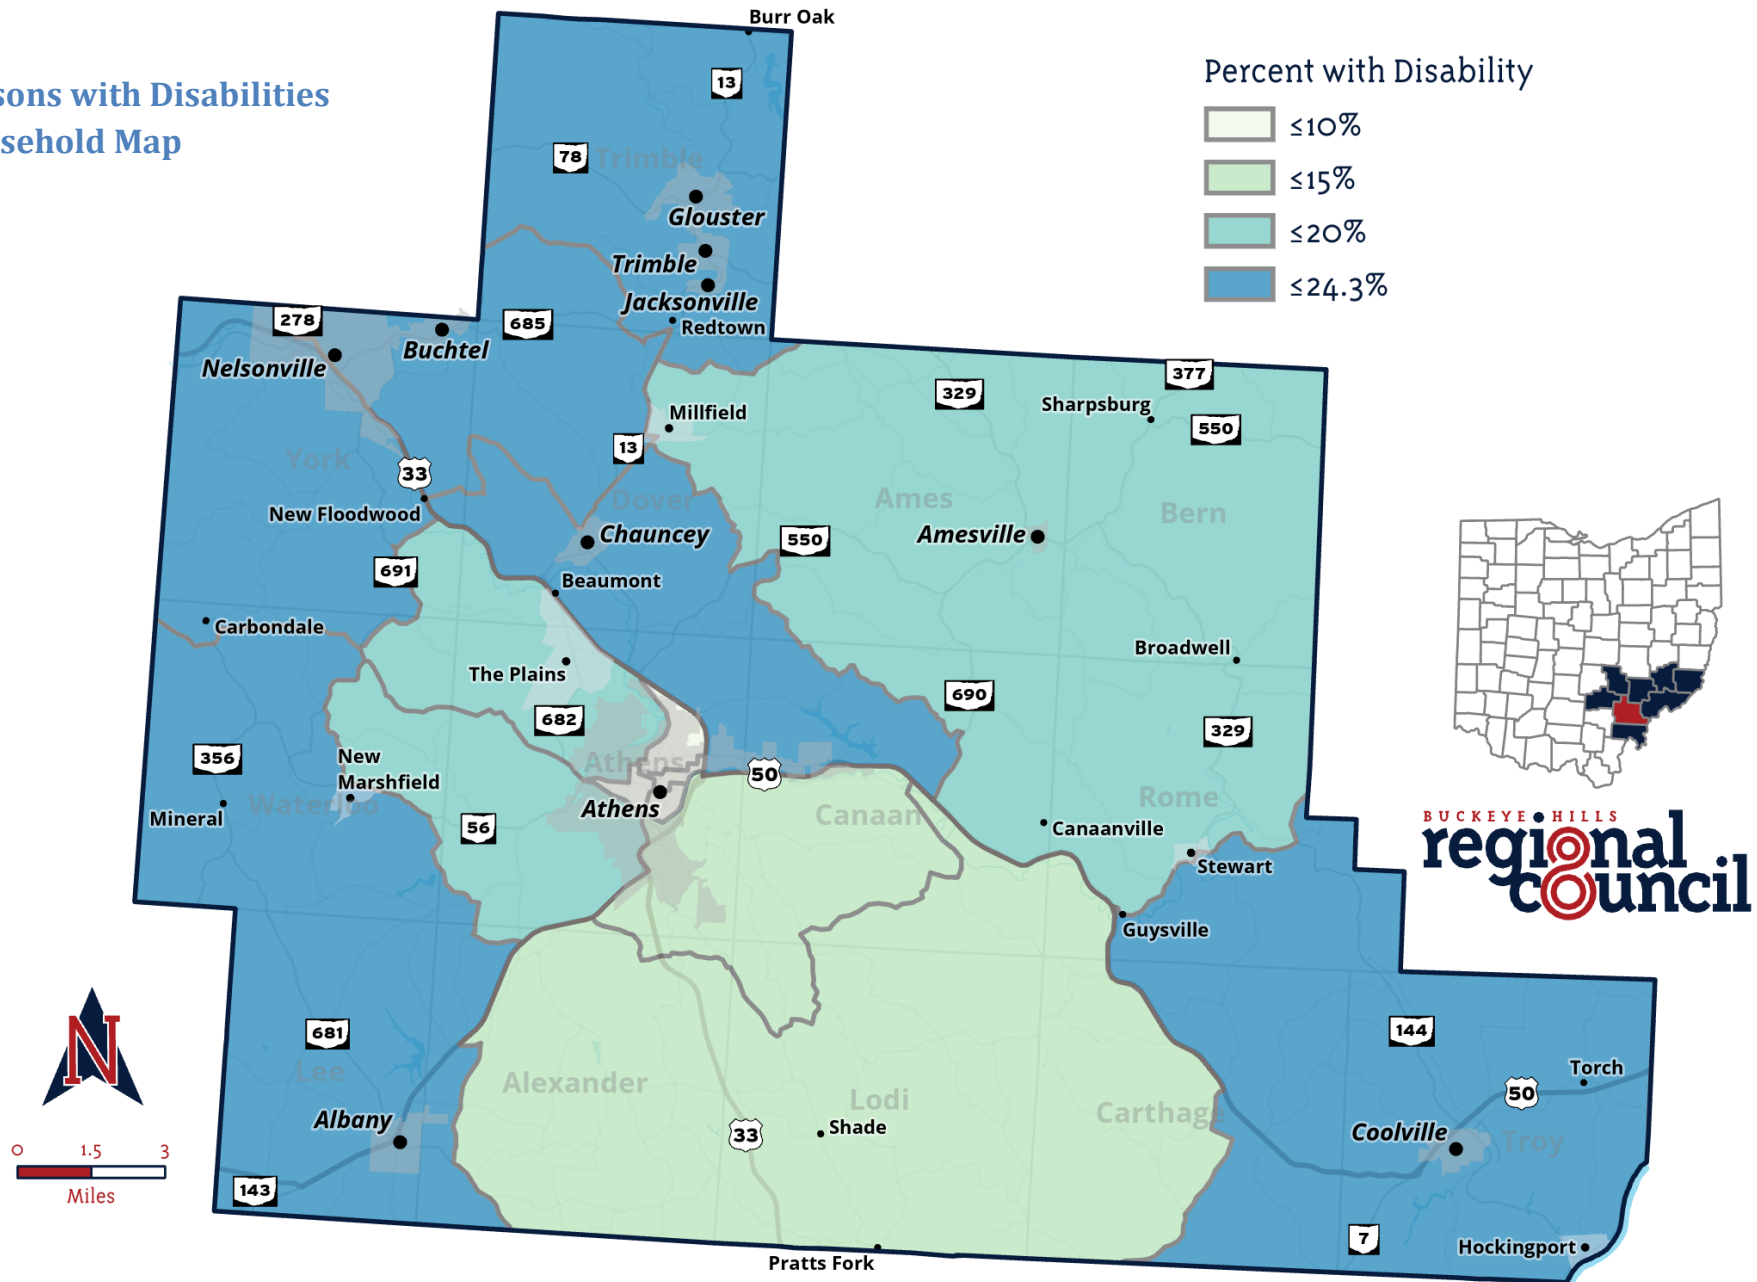 sons with Disabilities
sehold Map
Burr Oak
13
78
Trimble
Glouster
Trimble
Jacksonville
Redtown
278
Buchtel
685
Nelsonville
Percent with Disability
≤10%
≤15%
≤20%
≤24.3%
377
329
Sharpsburg
550
Millfield
13
York
33
New Floodwood
Dover
Chauncey
Ames
Bern
Amesville
550
691
Beaumont
Carbondale
The Plains
Broadwell
690
682
329
356
New
Marshfield
Athens
50
Mineral
Waterloo
Athens
Canaan
Rome
56
Canaanville
Stewart
Guysville
BUCKEYE HILLS
regional
council
N
681
Lee
Alexander
Lodi
Carthage
144
Torch
50
Albany
33
Shade
Coolville
Troy
0 1.5 3
Miles
143
7
Hockingport
Pratts Fork